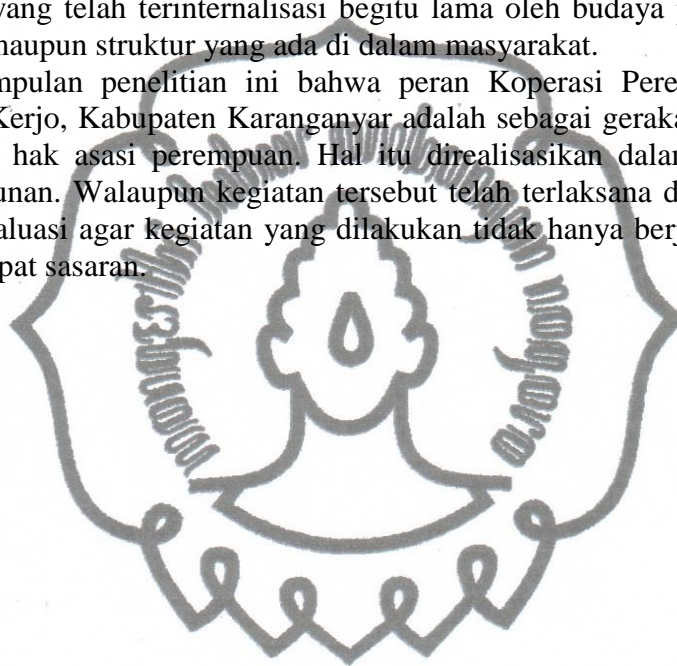 yang telah terinternalisasi begitu lama oleh budaya
maupun struktur yang ada di dalam masyarakat.
mpulan penelitian ini bahwa peran Koperasi Pere
Kerjo, Kabupaten Karanganyar adalah sebagai geraka
hak asasi perempuan. Hal itu direalisasikan dalam
unan. Walaupun kegiatan tersebut telah terlaksana d
aluasi agar kegiatan yang dilakukan tidak hanya berj
pat sasaran.